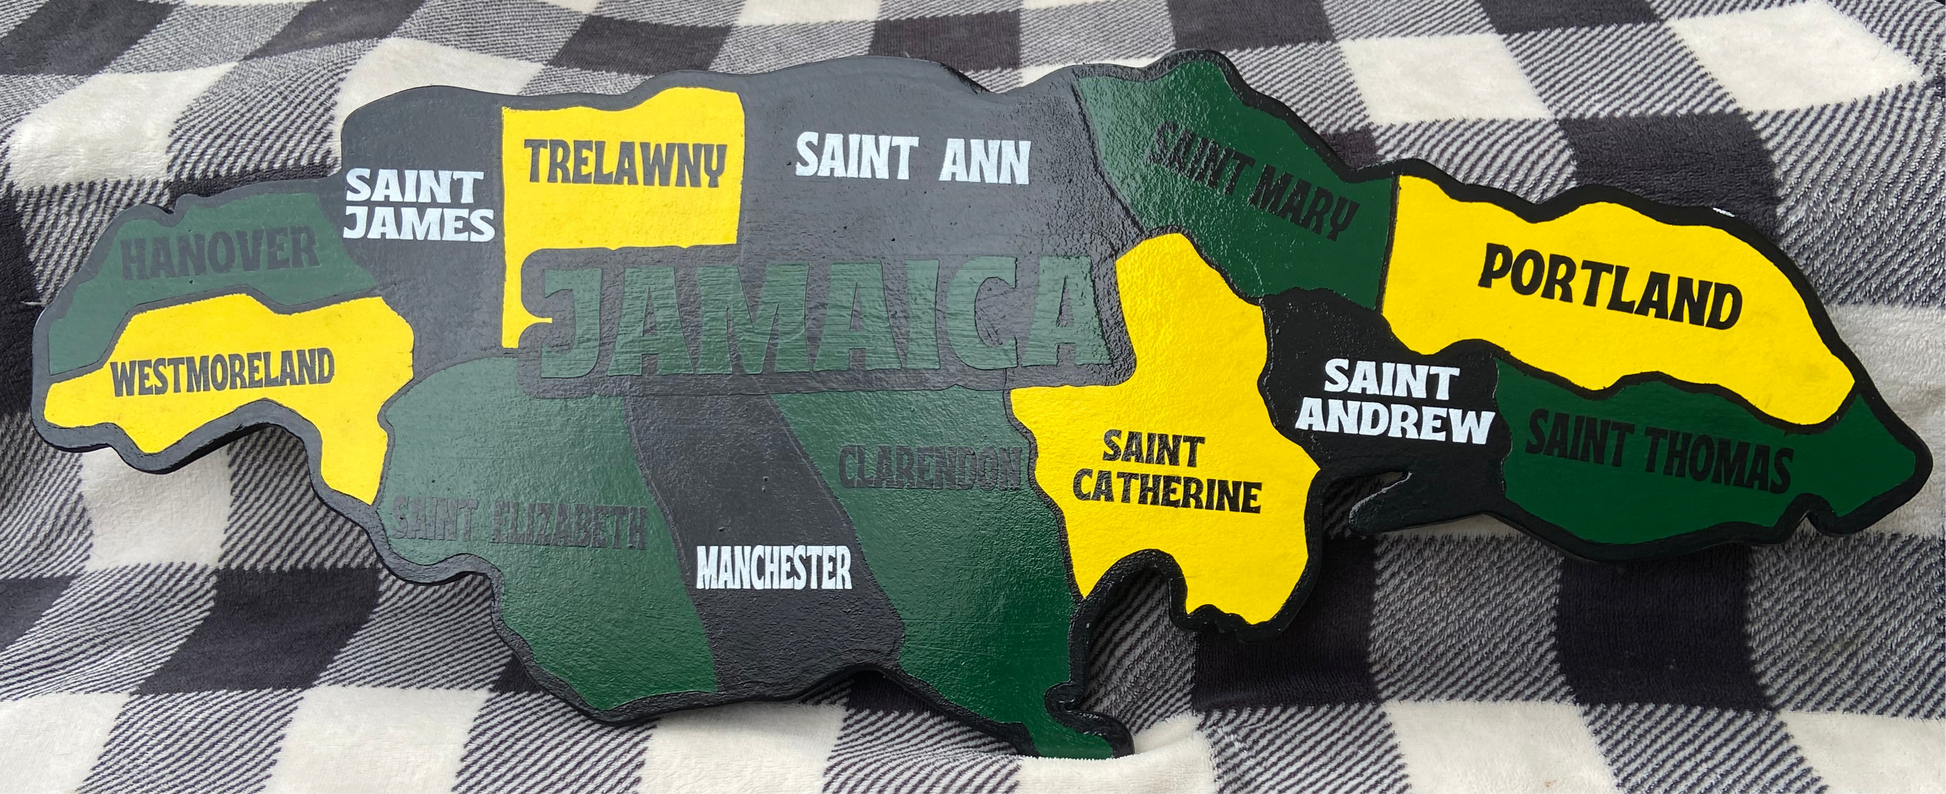 TRELAWNY
SAINT ANN
SAINT MARY
SAINT
JAMES
HANOVER
JAMAICA
PORTLAND
WESTMORELAND
SAINT
ANDREW
SAINT THOMAS
CLARENDON
SAINT
CATHERINE
SAINT ELIZABETH
MANCHESTER